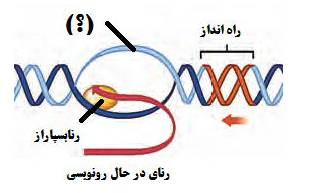 (؟)
راه انداز
رنابسپاراز
رنای در حال رونویسی